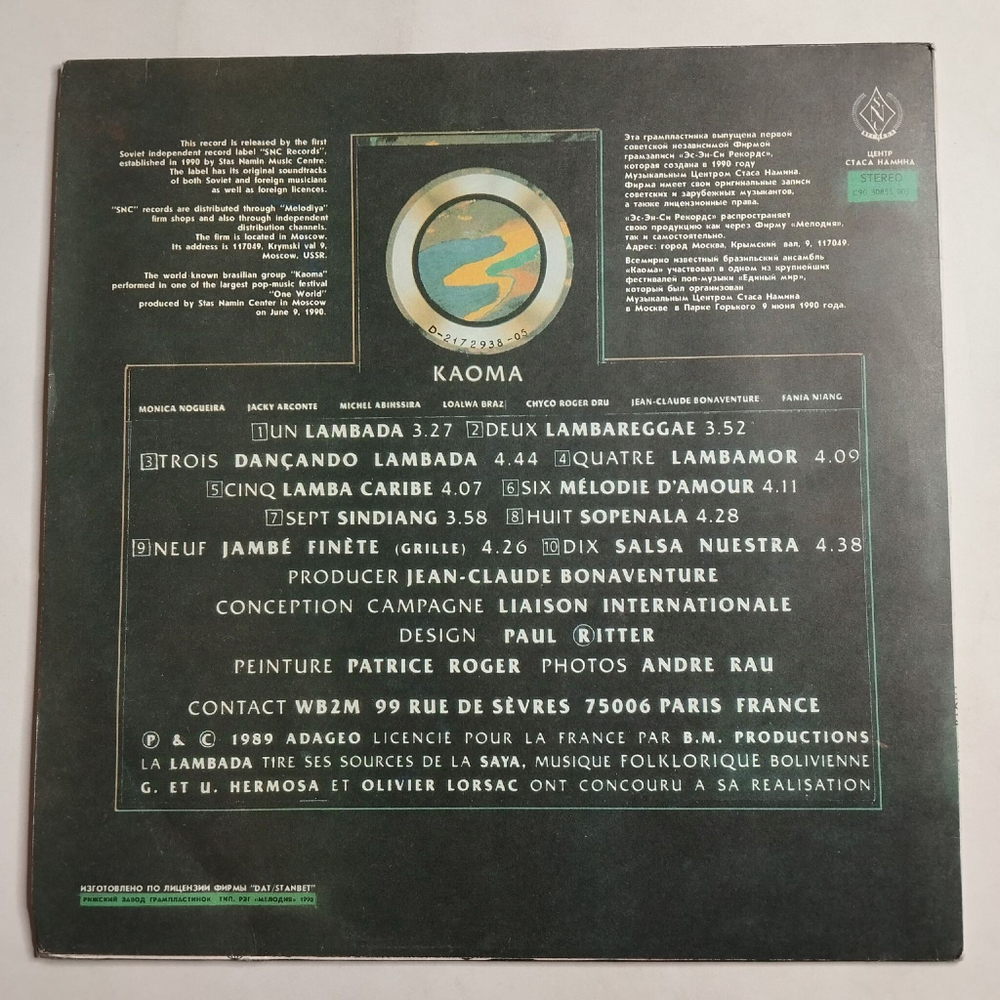 This record is released by the first
Soviet independent record label "SNC Records",
established in 1990 by Stas Namin Music Centre.
The label has its original soundtracks
of both Soviet and foreign musicians
as well as foreign licences.
"SNC" records are distributed through "Melodiya"
firm shops and also through independent
distribution channels.
The firm is located in Moscow.
Its address is 117049, Krymski val 9,
Moscow, USSR.
The world known brasilian group "Kaoma"
performed in one of the largest pop-music festival
"One World"
produced by Stas Namin Center in Moscow
on June 9, 1990.
D-2172938-05
Эта грампластинка выпущена первой
советской независимой Фирмой
грамзаписи «Эс-Эн-Си Рекордс»,
которая создана в 1990 году
Музыкальным Центром Стаса Намина.
Фирма имеет свои оригинальные записи
советских и зарубежных музыкантов,
а также лицензионные права.
«Эс-Эн-Си Рекордс» распространяет
свою продукцию как через Фирму «Мелодия»,
так и самостоятельно.
Адрес: город Москва, Крымский вал, 9, 117049.
Всемирно известный бразильский ансамбль
«Каома» участвовал в одном из крупнейших
фестивалей поп-музыки «Единый мир»,
который был организован
Музыкальным Центром Стаса Намина
в Москве в Парке Горького 9 июня 1990 года.
SNC
RECORDS
ЦЕНТР
СТАСА НАМИНА
STEREO
С90 30851 001
KAOMA
MONICA NOGUEIRA JACKY ARCONTE MICHEL ABIHSSIRA LOALWA BRAZ CHYCO ROGER DRU JEAN-CLAUDE BONAVENTURE FANIA NIANG
1 UN LAMBADA 3.27 2 DEUX LAMBAREGGAE 3.52
3 TROIS DANÇANDO LAMBADA 4.44 4 QUATRE LAMBAMOR 4.09
5 CINQ LAMBA CARIBE 4.07 6 SIX MÉLODIE D'AMOUR 4.11
7 SEPT SINDIANG 3.58 8 HUIT SOPENALA 4.28
9 NEUF JAMBÉ FINÈTE (GRILLE) 4.26 10 DIX SALSA NUESTRA 4.38
PRODUCER JEAN-CLAUDE BONAVENTURE
CONCEPTION CAMPAGNE LIAISON INTERNATIONALE
DESIGN PAUL ®ITTER
PEINTURE PATRICE ROGER PHOTOS ANDRE RAU
CONTACT WB2M 99 RUE DE SÈVRES 75006 PARIS FRANCE
℗ & © 1989 ADAGEO LICENCIÉ POUR LA FRANCE PAR B.M. PRODUCTIONS
LA LAMBADA TIRE SES SOURCES DE LA SAYA, MUSIQUE FOLKLORIQUE BOLIVIENNE
G. ET U. HERMOSA ET OLIVIER LORSAC ONT CONCOURU A SA REALISATION
ИЗГОТОВЛЕНО ПО ЛИЦЕНЗИИ ФИРМЫ "DAT/STANBET"
РИЖСКИЙ ЗАВОД ГРАМПЛАСТИНОК. ТИП. РЗГ «МЕЛОДИЯ» 1990